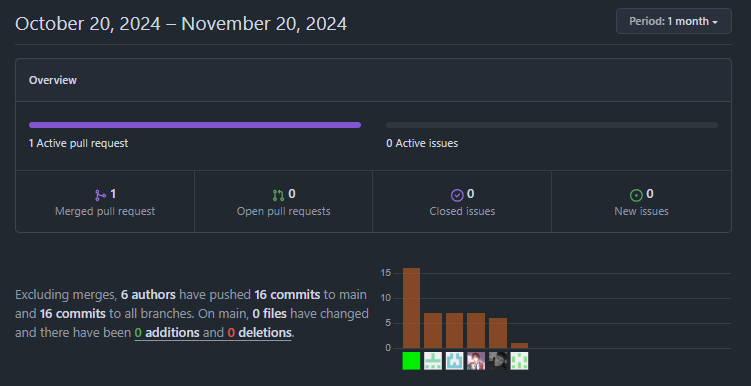 October 20, 2024 – November 20, 2024
Period: 1 month
Overview
1 Active pull request
0 Active issues
1
Merged pull request
0
Open pull requests
0
Closed issues
0
New issues
Excluding merges, 6 authors have pushed 16 commits to main
and 16 commits to all branches. On main, 0 files have changed
and there have been 0 additions and 0 deletions.
15
10
5
0